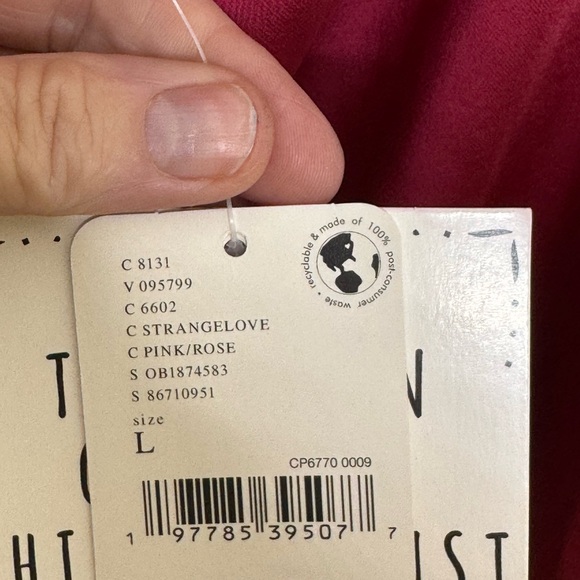 recyclable & made of 100% post-consumer waste •
C 8131
V 095799
C 6602
C STRANGELOVE
C PINK/ROSE
S OB1874583
S 86710951
size
L
CP6770 0009
1 97785 39507 7